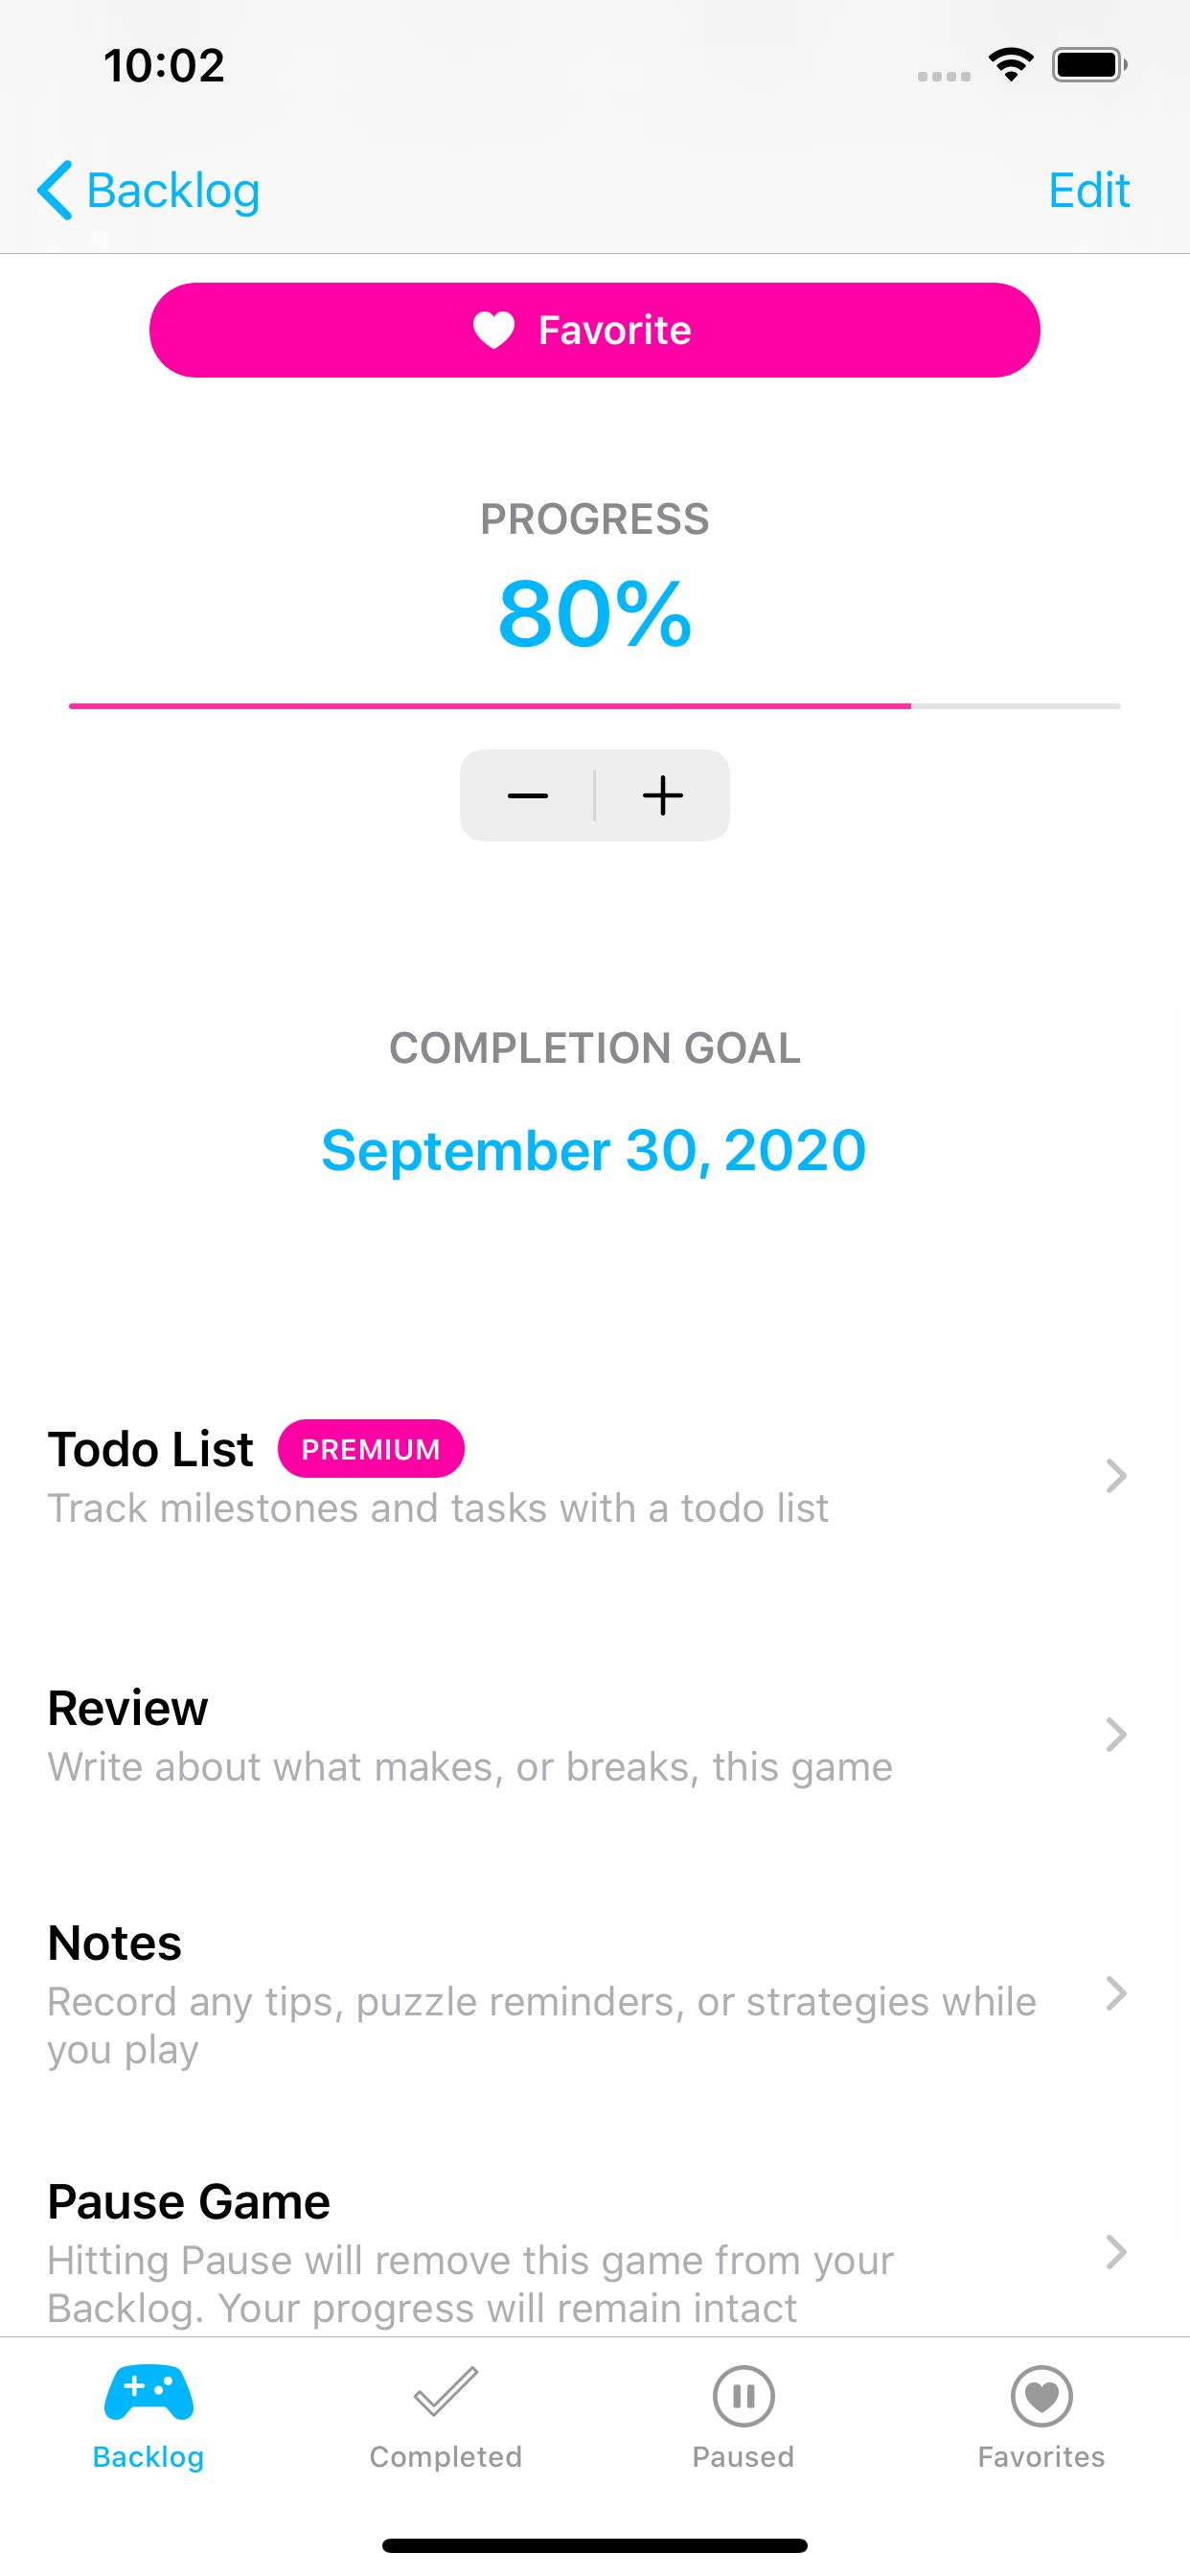 10:02
Backlog
Edit
Favorite
PROGRESS
80%
COMPLETION GOAL
September 30, 2020
Todo List
PREMIUM
Track milestones and tasks with a todo list
Review
Write about what makes, or breaks, this game
Notes
Record any tips, puzzle reminders, or strategies while
you play
Pause Game
Hitting Pause will remove this game from your
Backlog. Your progress will remain intact
Backlog
Completed
Paused
Favorites